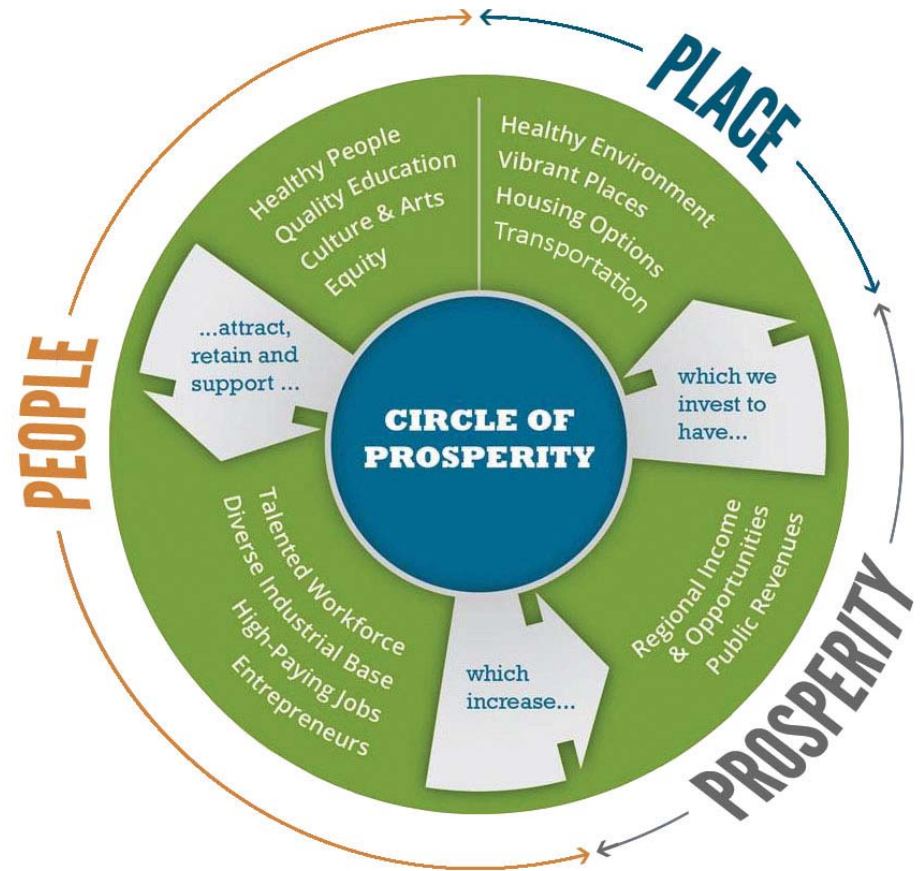 PEOPLE
PLACE
PROSPERITY
Healthy People
Quality Education
Culture & Arts
Equity
Healthy Environment
Vibrant Places
Housing Options
Transportation
...attract,
retain and
support ...
which we
invest to
have...
CIRCLE OF
PROSPERITY
Talented Workforce
Diverse Industrial Base
High-Paying Jobs
Entrepreneurs
which
increase...
Regional Income
& Opportunities
Public Revenues